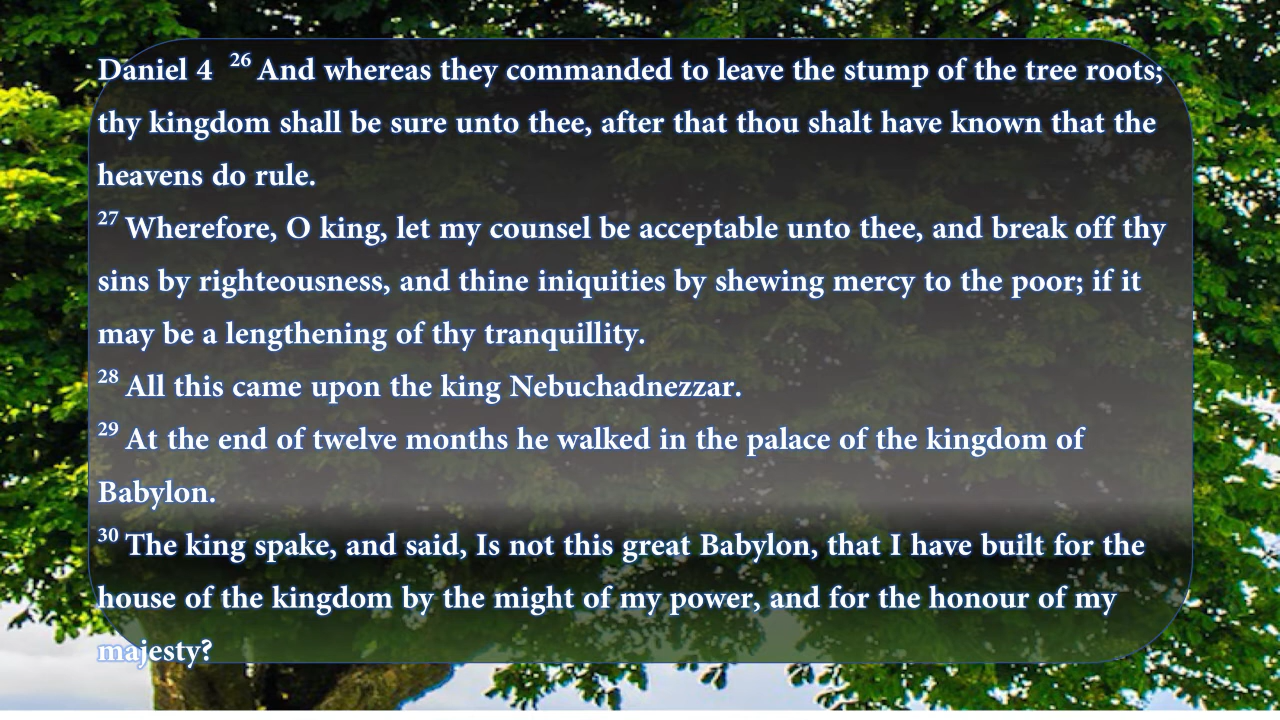 Daniel 4 26 And whereas they commanded to leave the stump of the tree roots;
thy kingdom shall be sure unto thee, after that thou shalt have known that the
heavens do rule.
27 Wherefore, O king, let my counsel be acceptable unto thee, and break off thy
sins by righteousness, and thine iniquities by shewing mercy to the poor; if it
may be a lengthening of thy tranquillity.
28 All this came upon the king Nebuchadnezzar.
29 At the end of twelve months he walked in the palace of the kingdom of
Babylon.
30 The king spake, and said, Is not this great Babylon, that I have built for the
house of the kingdom by the might of my power, and for the honour of my
majesty?